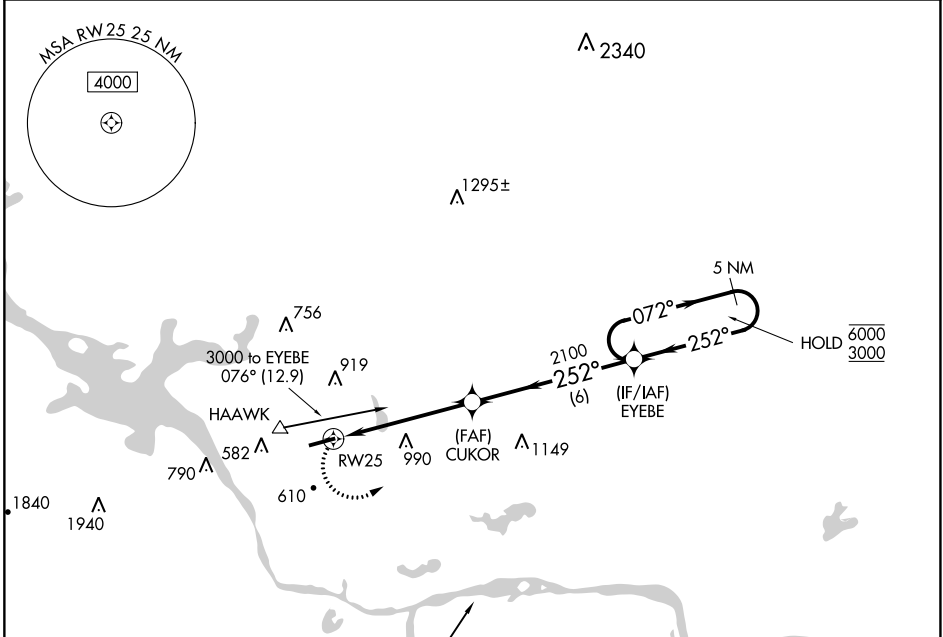 MSA RW25 25 NM
4000
2340
1295±
5 NM
072°
HOLD
6000
3000
252°
756
3000 to EYEBE
076° (12.9)
919
2100
252°
(6)
(IF/IAF)
EYEBE
HAAWK
582
790
RW25
990
(FAF)
CUKOR
1149
610
1840
1940